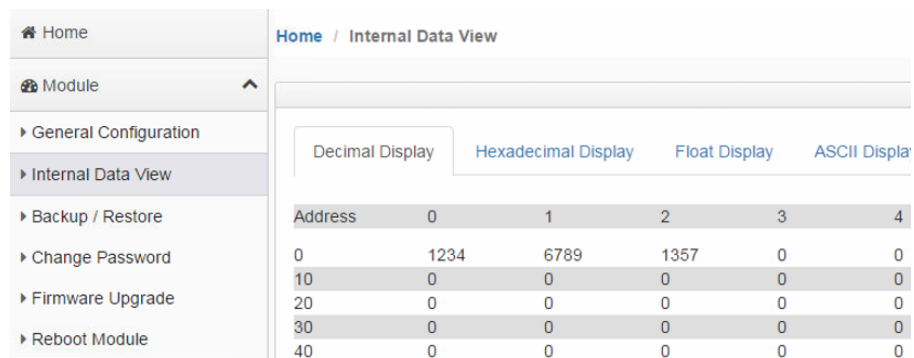 Home
Module
General Configuration
Internal Data View
Backup / Restore
Change Password
Firmware Upgrade
Reboot Module
Home / Internal Data View
Decimal Display Hexadecimal Display Float Display ASCII Display
Address 0 1 2 3 4
0 1234 6789 1357 0 0
10 0 0 0 0 0
20 0 0 0 0 0
30 0 0 0 0 0
40 0 0 0 0 0